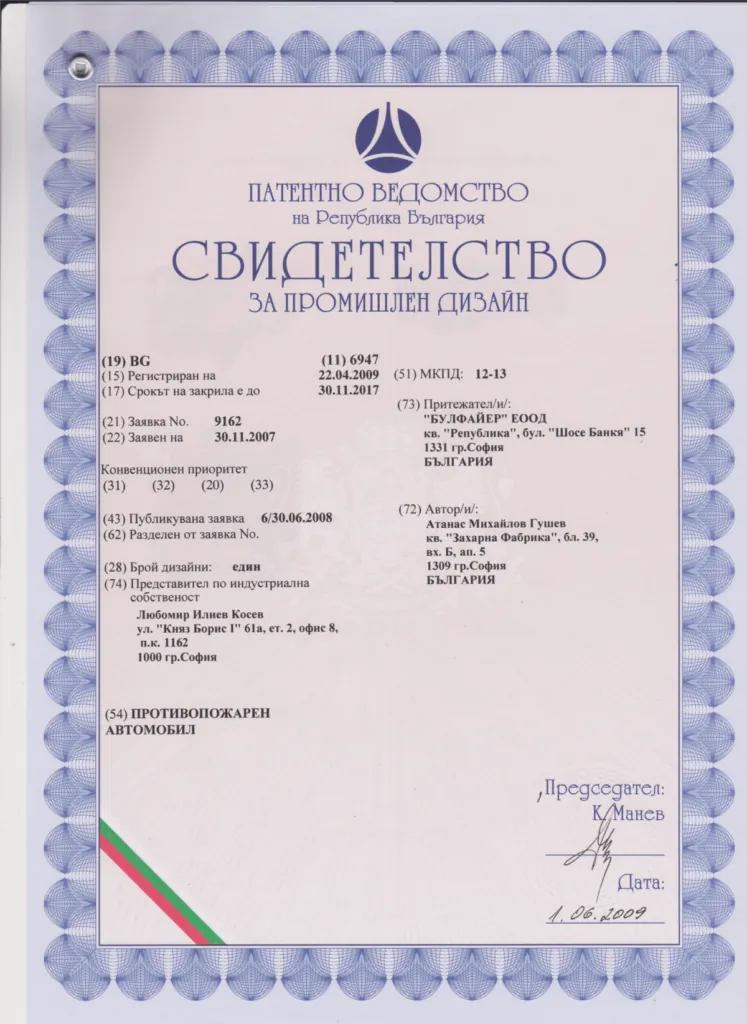 ПАТЕНТНО ВЕДОМСТВО
на Република България
СВИДЕТЕЛСТВО
ЗА ПРОМИШЛЕН ДИЗАЙН
(19) BG (11) 6947
(15) Регистриран на 22.04.2009
(17) Срокът на закрила е до 30.11.2017
(21) Заявка No. 9162
(22) Заявен на 30.11.2007
Конвенционен приоритет
(31) (32) (20) (33)
(43) Публикувана заявка 6/30.06.2008
(62) Разделен от заявка No.
(28) Брой дизайни: един
(74) Представител по индустриална
собственост
Любомир Илиев Косев
ул. "Княз Борис I" 61а, ет. 2, офис 8,
п.к. 1162
1000 гр.София
(54) ПРОТИВОПОЖАРЕН
АВТОМОБИЛ
(51) МКПД: 12-13
(73) Притежател/и/:
"БУЛФАЙЕР" ЕООД
кв. "Република", бул. "Шосе Банкя" 15
1331 гр.София
БЪЛГАРИЯ
(72) Автор/и/:
Атанас Михайлов Гушев
кв. "Захарна Фабрика", бл. 39,
вх. Б, ап. 5
1309 гр.София
БЪЛГАРИЯ
Председател:
К. Манев
Дата:
1.06.2009